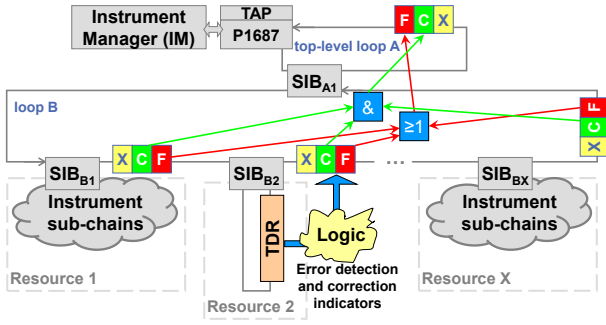 Instrument
Manager (IM)
TAP
P1687
F C X
top-level loop A
SIBA1
loop B
&
≥1
F
C
X
X C F
X C F
...
SIBB1
SIBB2
SIBBX
Instrument
sub-chains
TDR
Logic
Instrument
sub-chains
Error detection
and correction
indicators
Resource 1
Resource 2
Resource X